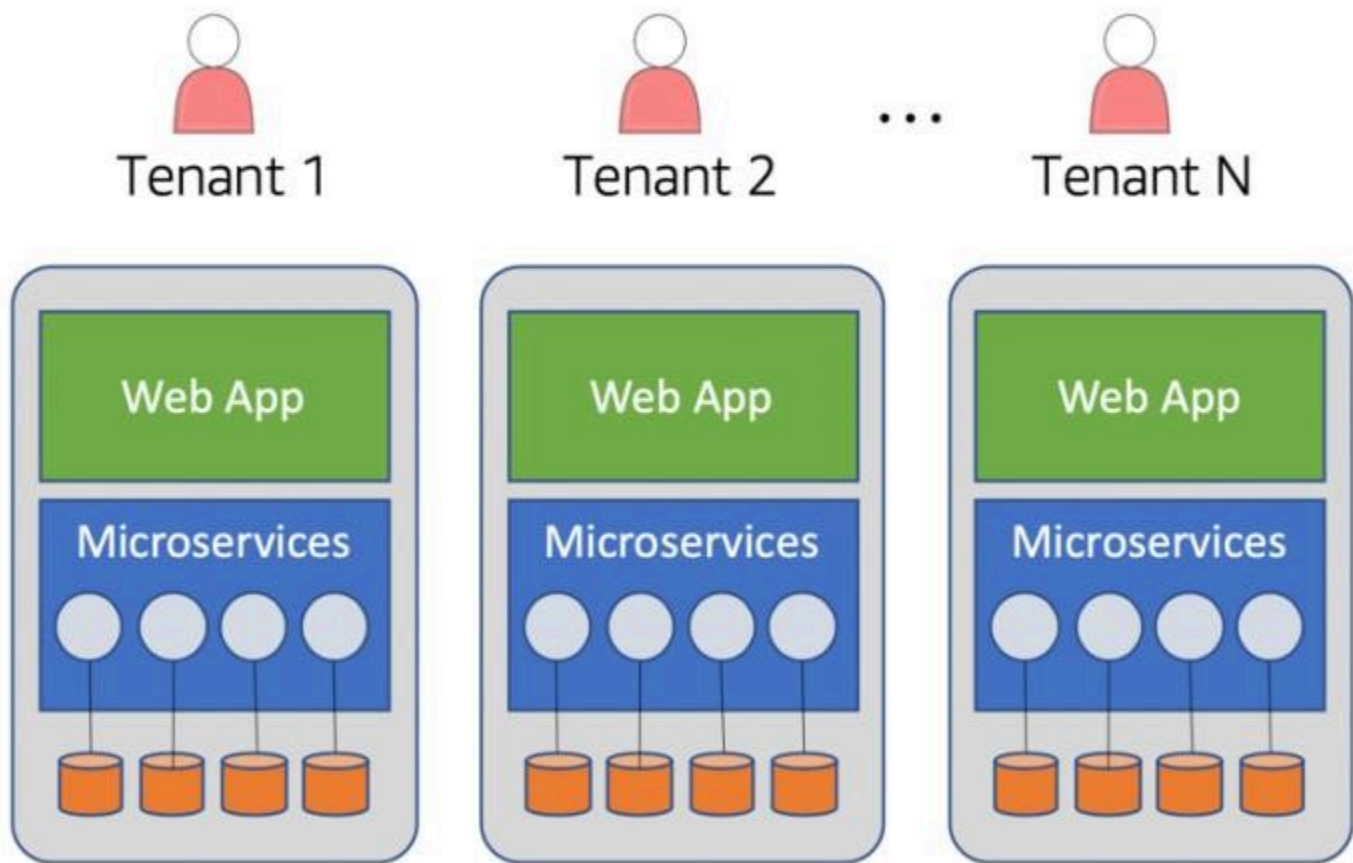 Tenant 1
Tenant 2
...
Tenant N
Web App
Web App
Web App
Microservices
Microservices
Microservices